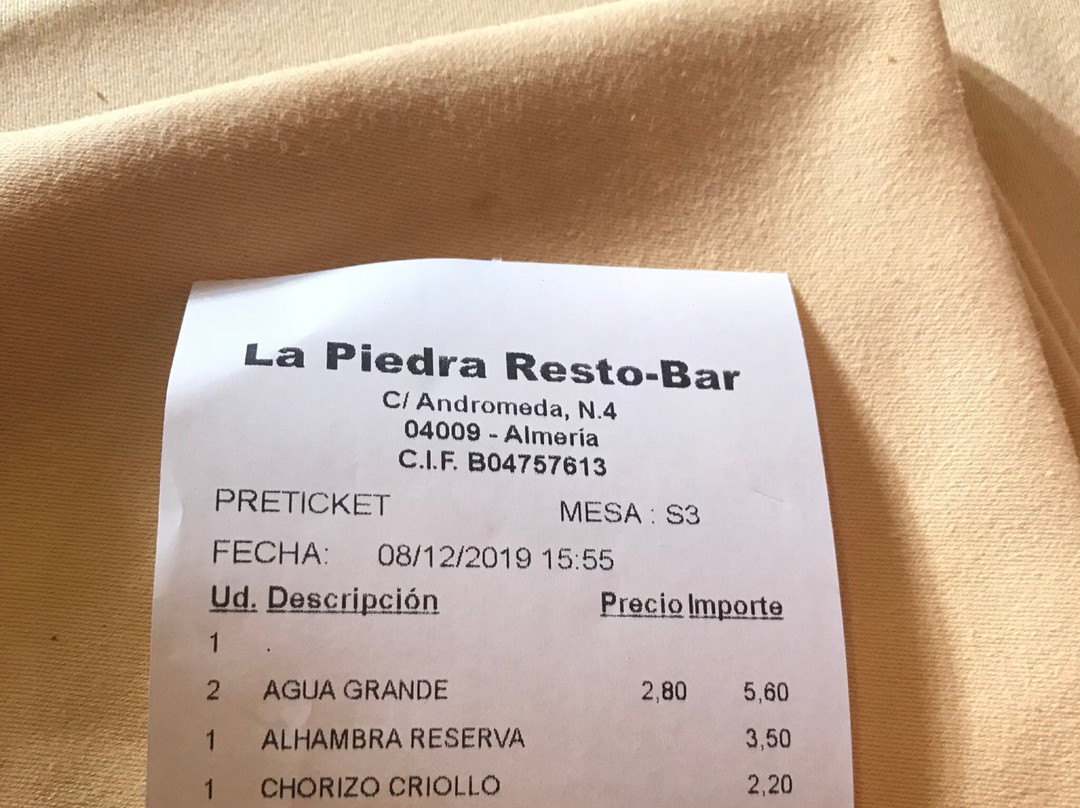 La Piedra Resto-Bar
C/ Andromeda, N.4
04009 - Almería
C.I.F. B04757613
PRETICKET MESA : S3
FECHA: 08/12/2019 15:55
Ud. Descripción Precio Importe
1 .
2 AGUA GRANDE 2,80 5,60
1 ALHAMBRA RESERVA 3,50
1 CHORIZO CRIOLLO 2,20